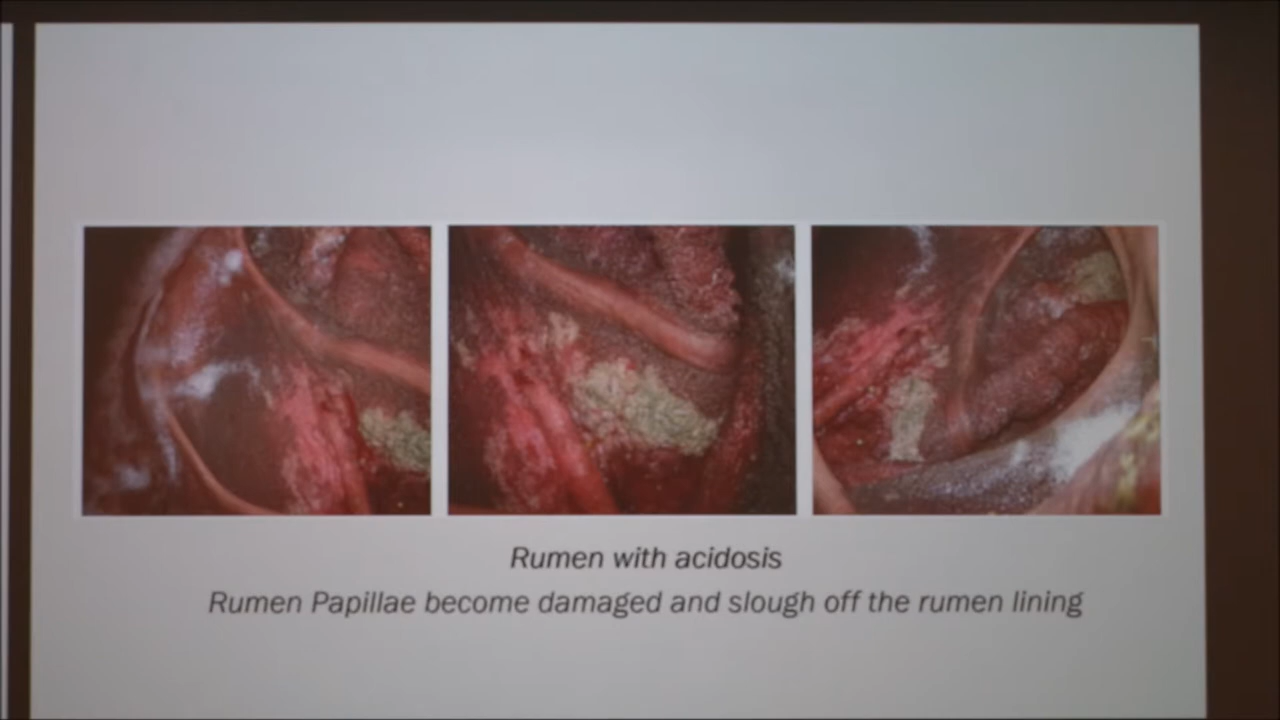 Rumen with acidosis
Rumen Papillae become damaged and slough off the rumen lining